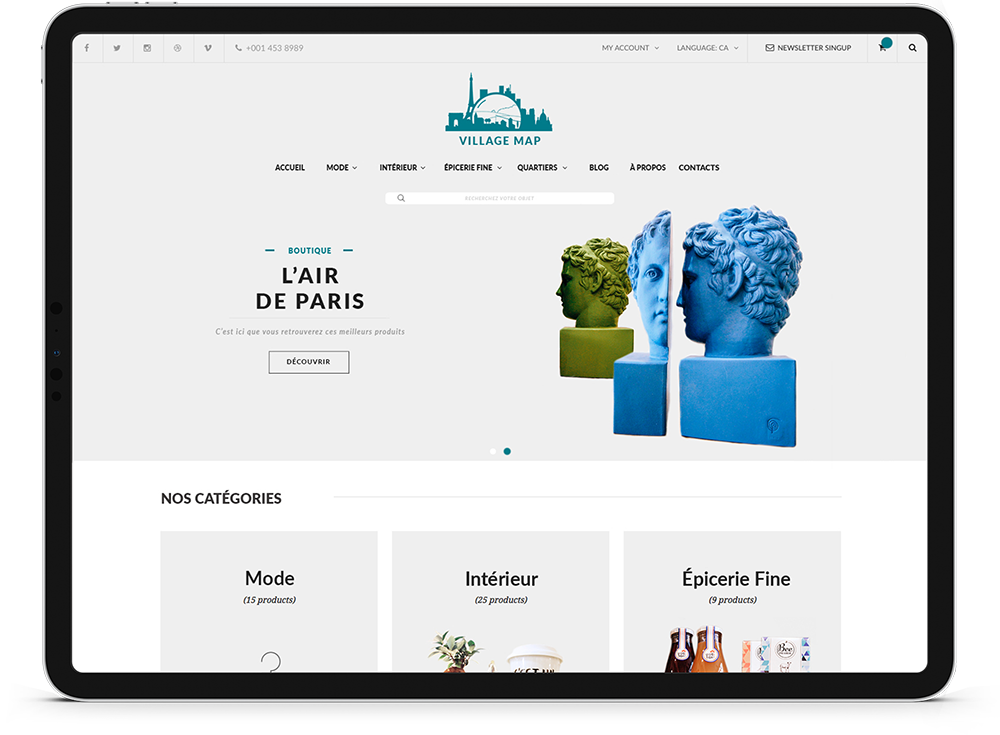 +001 453 8989
MY ACCOUNT
LANGUAGE: CA
NEWSLETTER SINGUP
VILLAGE MAP
ACCUEIL MODE INTÉRIEUR ÉPICERIE FINE QUARTIERS BLOG À PROPOS CONTACTS
RECHERCHEZ VOTRE OBJET
BOUTIQUE
L'AIR
DE PARIS
C'est ici que vous retrouverez ces meilleurs produits
DÉCOUVRIR
NOS CATÉGORIES
Mode
(15 products)
Intérieur
(25 products)
Épicerie Fine
(9 products)
Bee